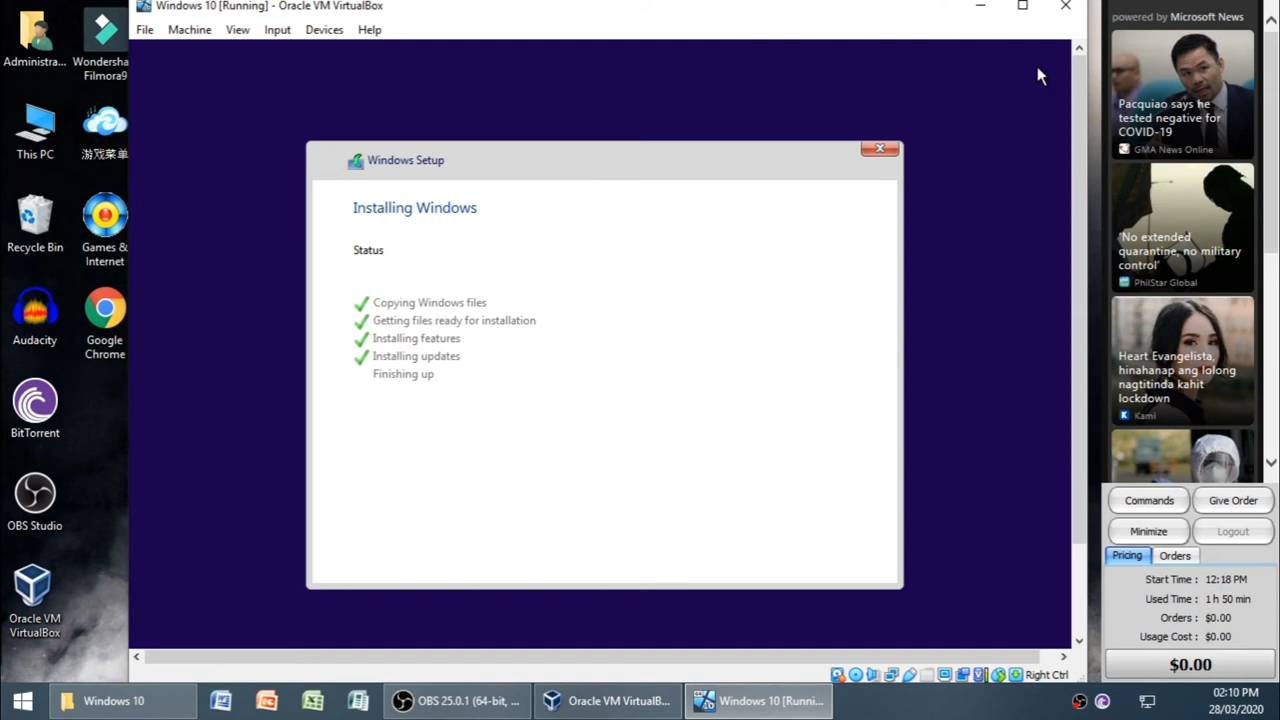 Windows 10 [Running] - Oracle VM VirtualBox
File Machine View Input Devices Help
Administra...
Wondersha
Filmora9
This PC
游戏菜单
Recycle Bin
Games &
Internet
Audacity
Google
Chrome
BitTorrent
OBS Studio
Oracle VM
VirtualBox
Windows Setup
Installing Windows
Status
Copying Windows files
Getting files ready for installation
Installing features
Installing updates
Finishing up
Right Ctrl
powered by Microsoft News
Pacquiao says he
tested negative for
COVID-19
GMA News Online
'No extended
quarantine, no military
control'
PhilStar Global
Heart Evangelista,
hinahanap ang lolong
nagtitinda kahit
lockdown
Kami
Commands Give Order
Minimize Logout
Pricing Orders
Start Time : 12:18 PM
Used Time : 1 h 50 min
Orders : $0.00
Usage Cost : $0.00
$0.00
Windows 10
OBS 25.0.1 (64-bit, ...
Oracle VM VirtualB...
Windows 10 [Runni...
02:10 PM
28/03/2020